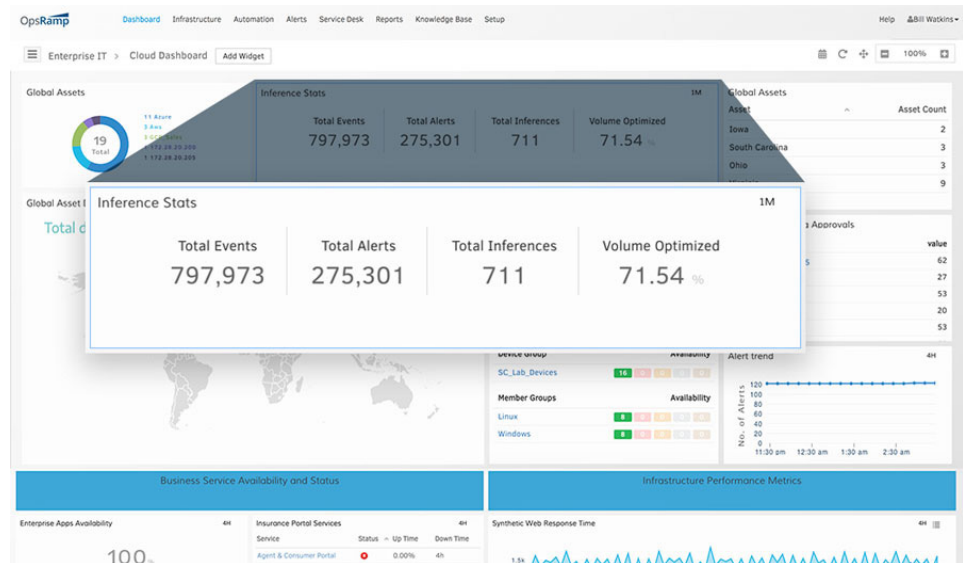 OpsRamp
Dashboard Infrastructure Automation Alerts Service Desk Reports Knowledge Base Setup
Help Bill Watkins
Enterprise IT > Cloud Dashboard Add Widget
100%
Global Assets
19
Total
11 Azure
3 Aws
1 172.28.20.205
Inference Stats 1M
Total Events Total Alerts Total Inferences Volume Optimized
797,973 275,301 711 71.54 %
Global Assets
Asset Asset Count
Iowa 2
South Carolina 3
Ohio 3
Virginia 9
Global Asset
Total d
Inference Stats 1M
Total Events Total Alerts Total Inferences Volume Optimized
797,973 275,301 711 71.54 %
Approvals
value
62
27
53
20
53
Device Group Availability
SC_Lab_Devices 16
Member Groups Availability
Linux 8
Windows 8
Alert trend 4H
No. of Alerts
120
100
80
60
40
20
0
11:30 pm 12:30 am 1:30 am 2:30 am
Business Service Availability and Status
Infrastructure Performance Metrics
Enterprise Apps Availability 4H
100 %
Insurance Portal Services 4H
Service Status Up Time Down Time
Agent & Consumer Portal 0.00% 4h
Synthetic Web Response Time 4H
1.5k